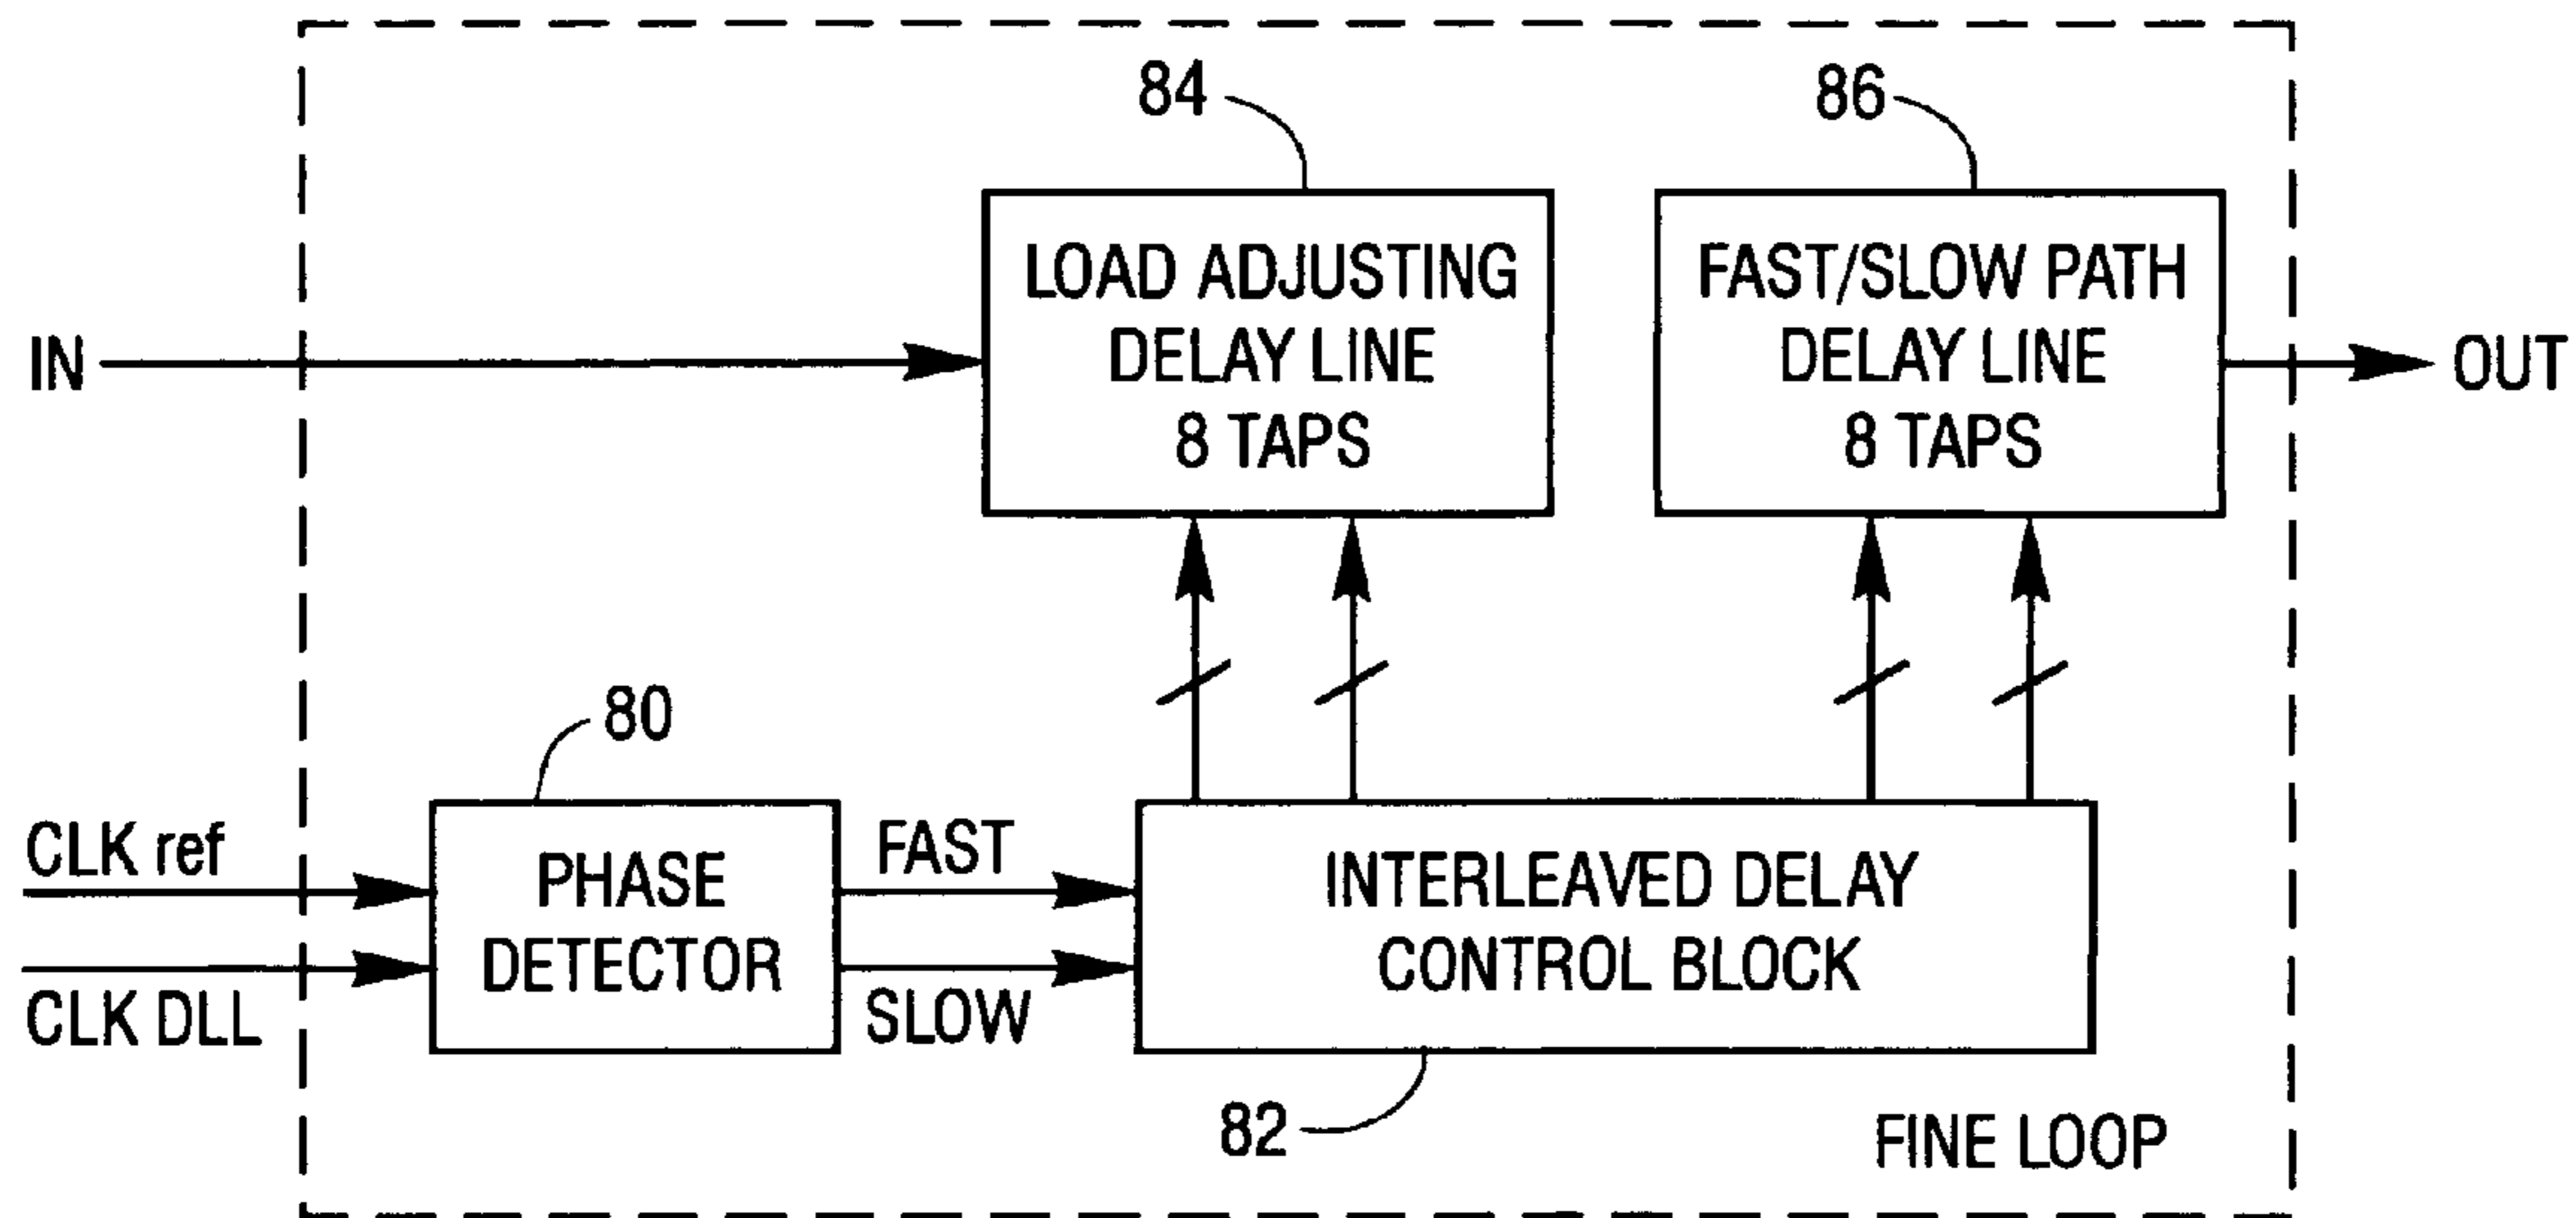 84
86
LOAD ADJUSTING
DELAY LINE
8 TAPS
FAST/SLOW PATH
DELAY LINE
8 TAPS
IN
OUT
80
CLK ref
CLK DLL
PHASE
DETECTOR
FAST
SLOW
INTERLEAVED DELAY
CONTROL BLOCK
82
FINE LOOP